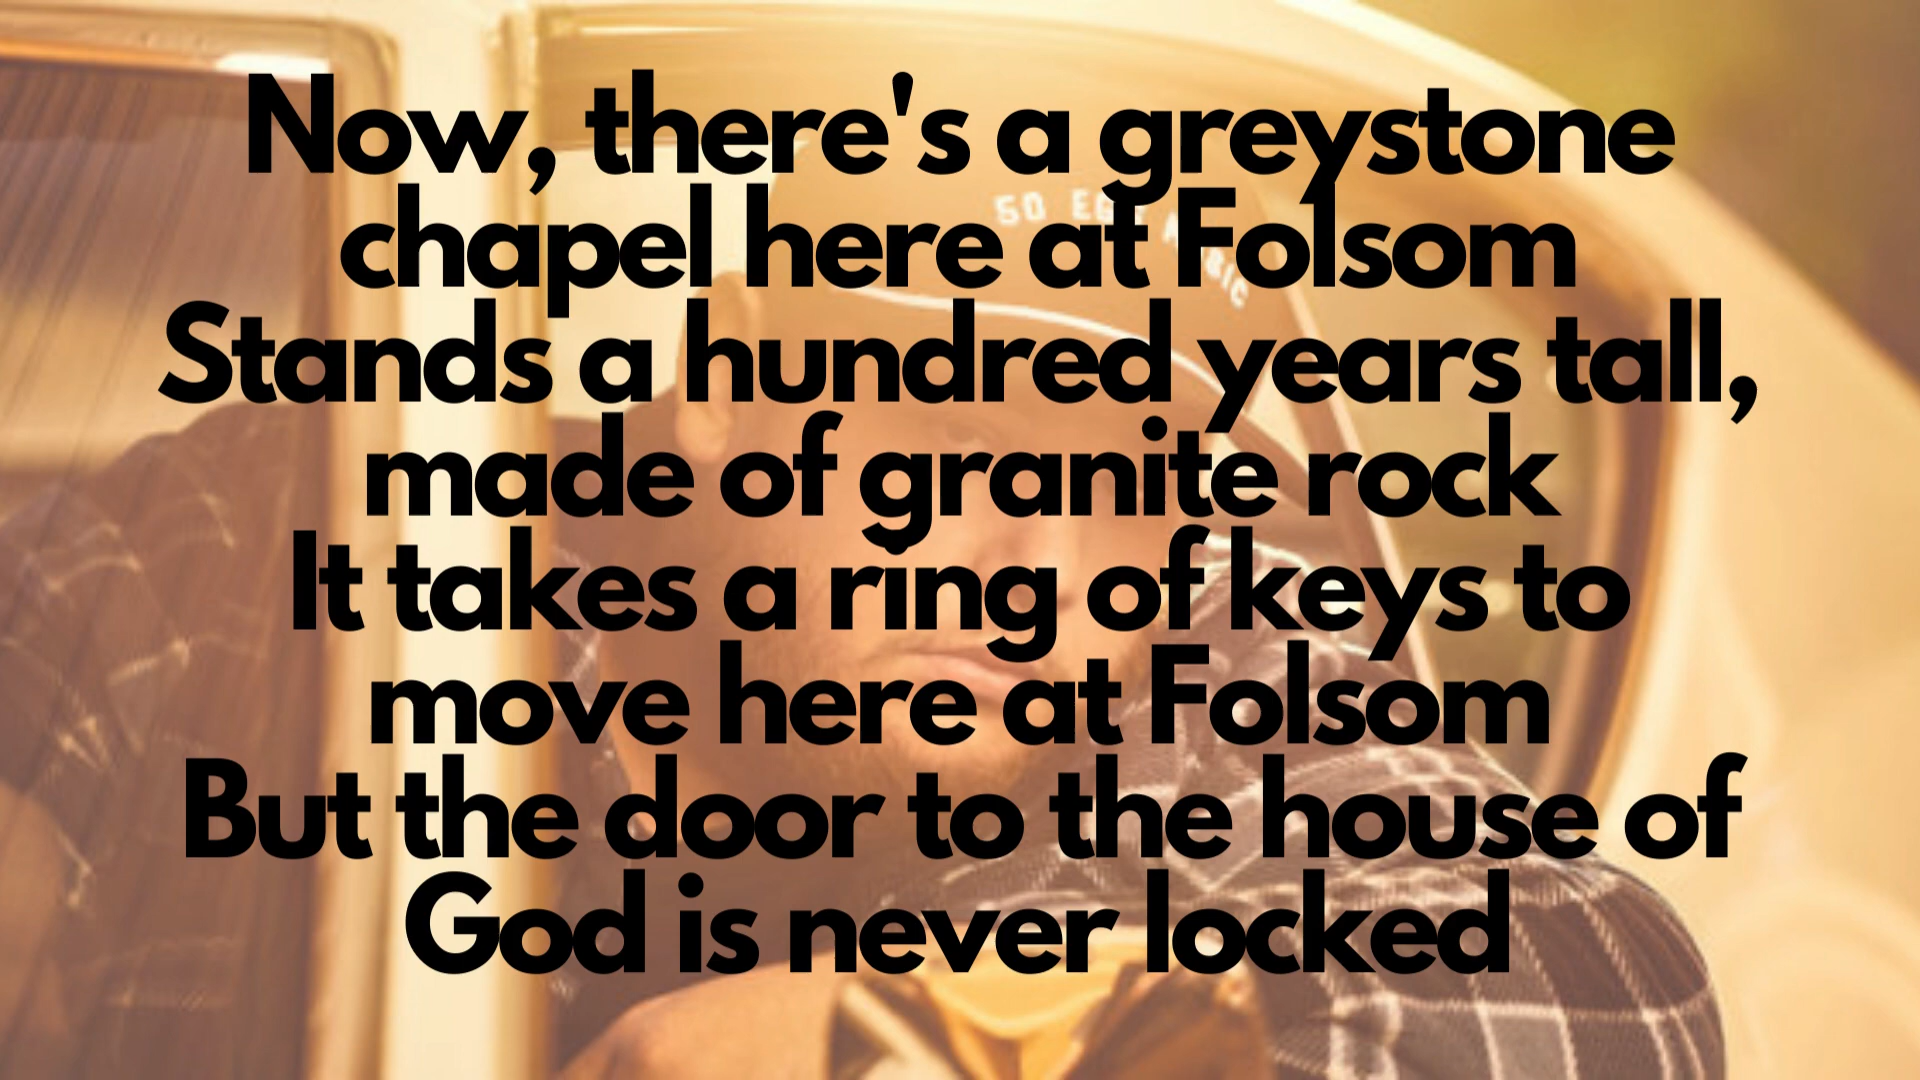 Now, there's a greystone
chapel here at Folsom
Stands a hundred years tall,
made of granite rock
It takes a ring of keys to
move here at Folsom
But the door to the house of
God is never locked
50